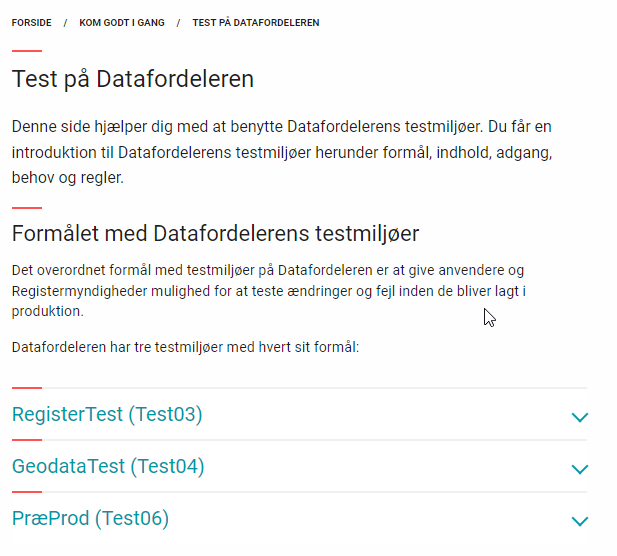 FORSIDE / KOM GODT I GANG / TEST PÅ DATAFORDELEREN
Test på Datafordeleren
Denne side hjælper dig med at benytte Datafordelerens testmiljøer. Du får en
introduktion til Datafordelerens testmiljøer herunder formål, indhold, adgang,
behov og regler.
Formålet med Datafordelerens testmiljøer
Det overordnet formål med testmiljøer på Datafordeleren er at give anvendere og
Registermyndigheder mulighed for at teste ændringer og fejl inden de bliver lagt i
produktion.
Datafordeleren har tre testmiljøer med hvert sit formål:
RegisterTest (Test03)
GeodataTest (Test04)
PræProd (Test06)